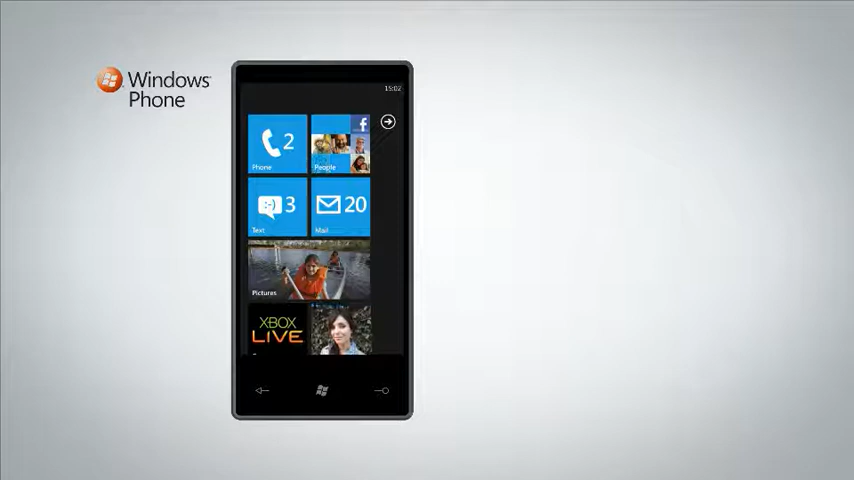 Windows
Phone
15:02
2
Phone
f
People
:-)
3
Text
20
Mail
Pictures
XBOX
LIVE